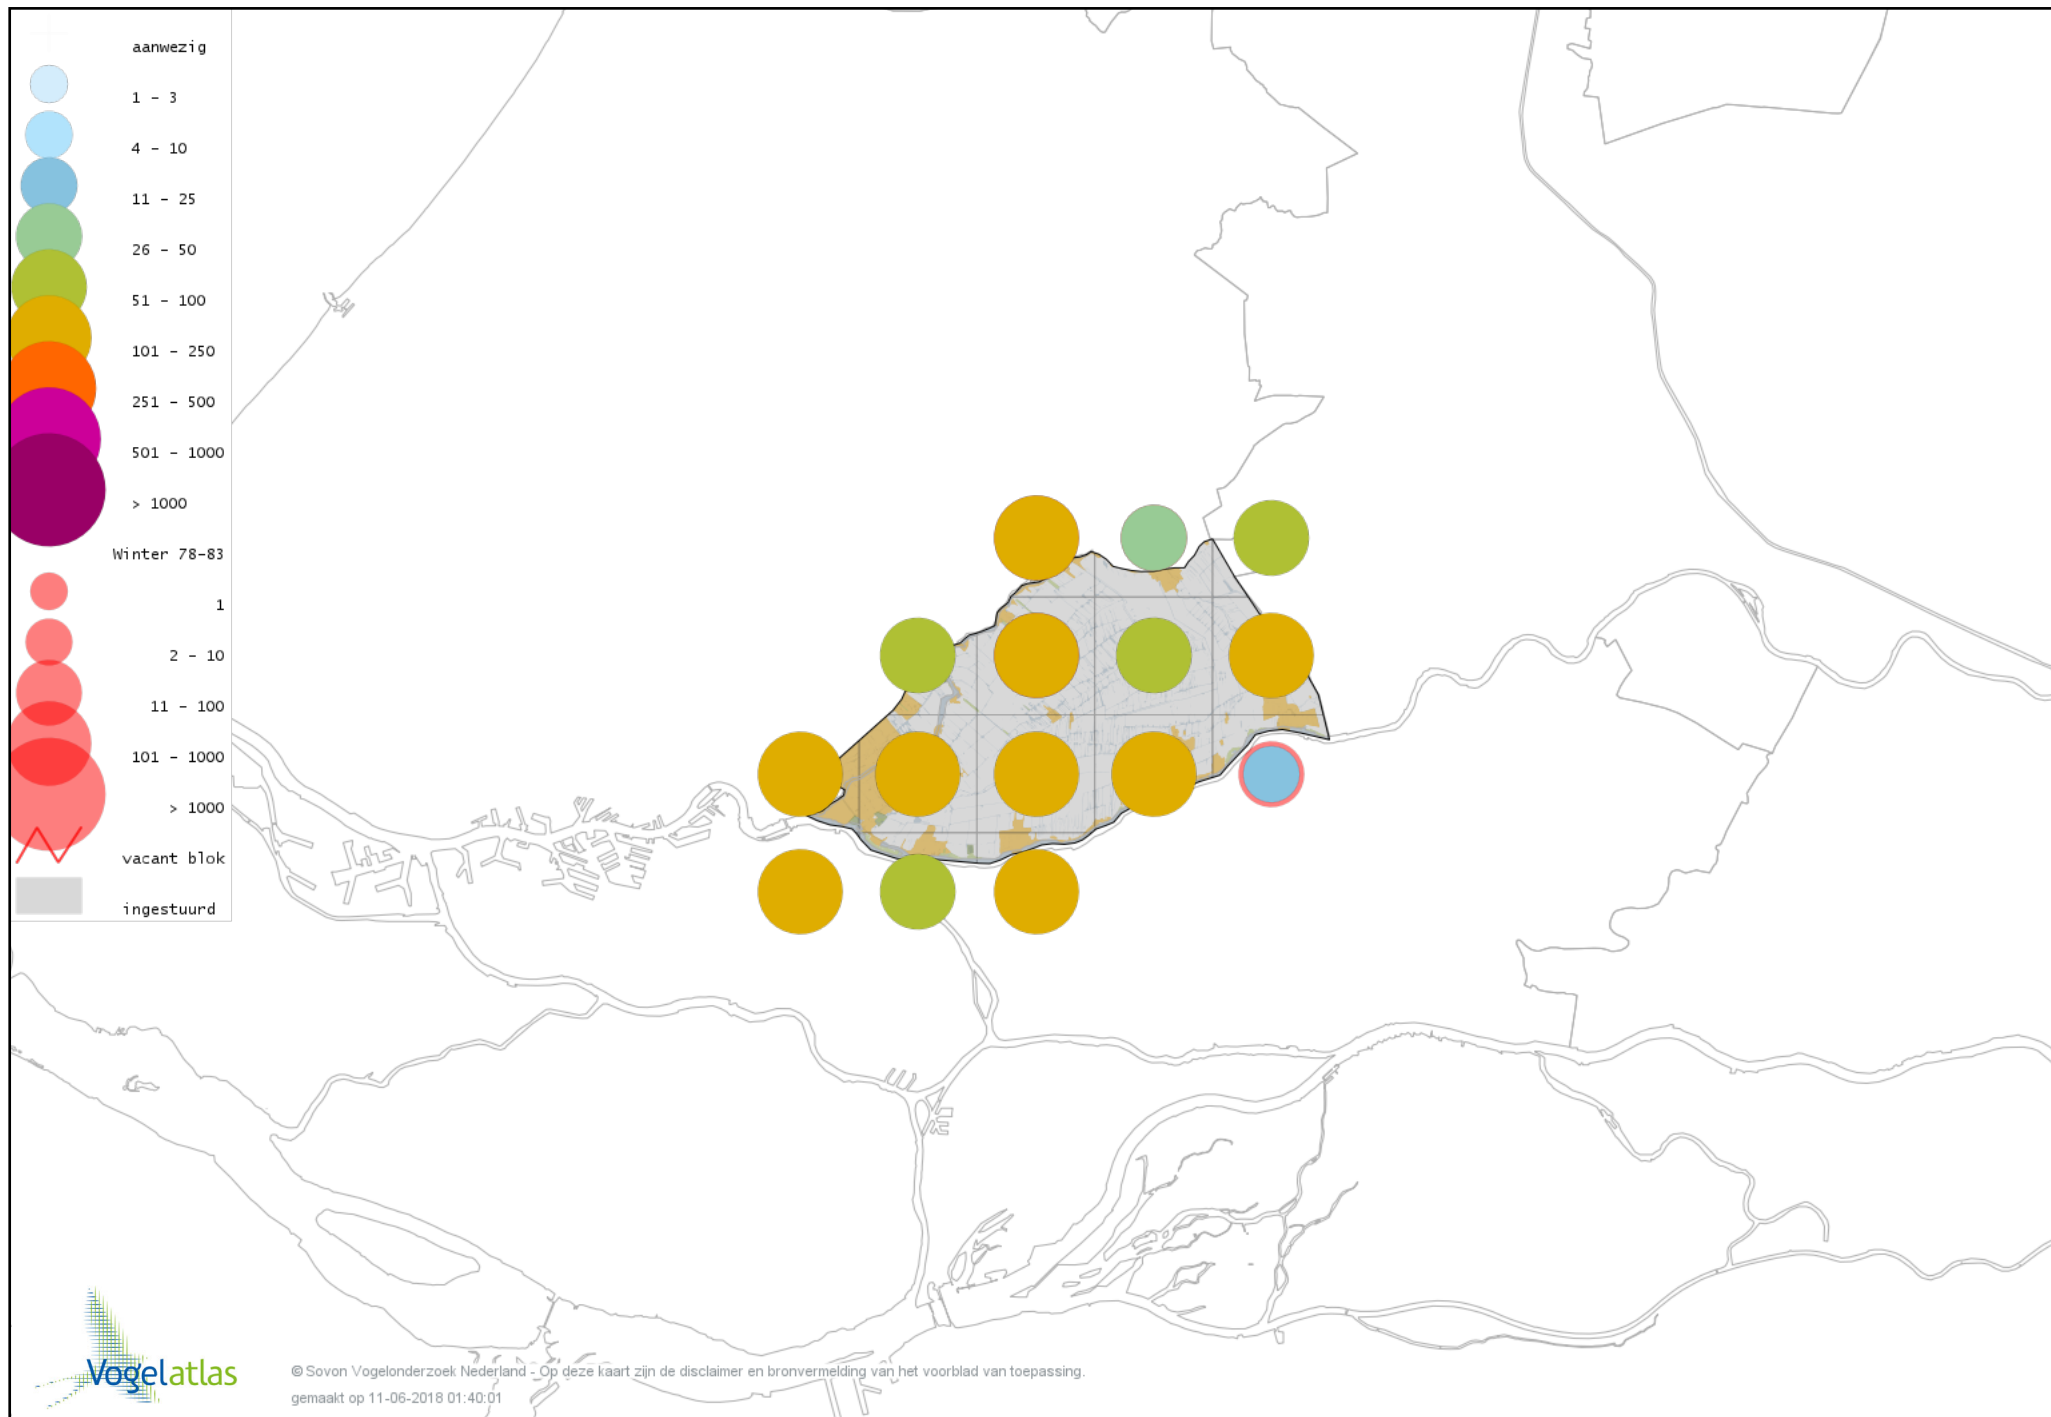 aanwezig
1 - 3
4 - 10
11 - 25
26 - 50
51 - 100
101 - 250
251 - 500
501 - 1000
> 1000
Winter 78-83
1
2 - 10
11 - 100
101 - 1000
> 1000
vacant blok
ingestuurd
Vogelatlas
© Sovon Vogelonderzoek Nederland - Op deze kaart zijn de disclaimer en bronvermelding van het voorblad van toepassing.
gemaakt op 11-06-2018 01:40:01